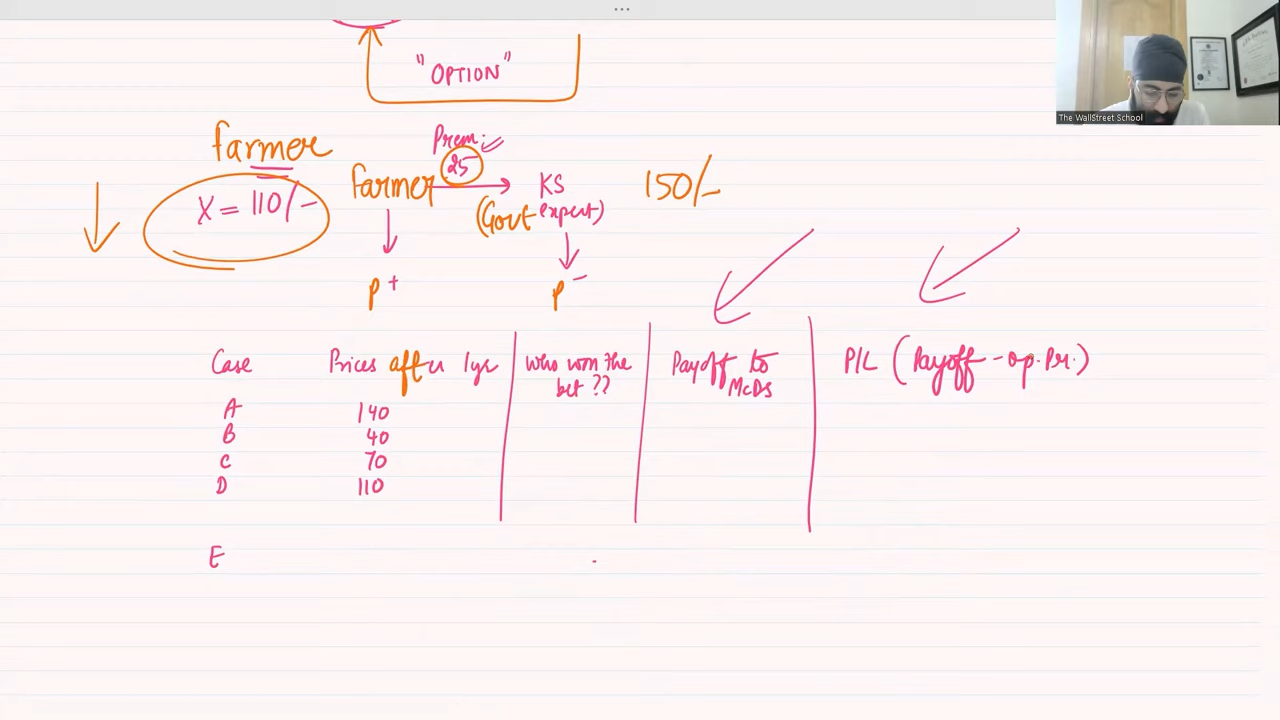 "OPTION"
farmer
Prem.
25
farmer
KS
150/-
X = 110/-
(Govt expert)
P+
P-
Case Prices after 1yr Who won the bet ?? Payoff to McDs P/L (Payoff - op. Pr.)
A 140
B 40
C 70
D 110
E
The WallStreet School